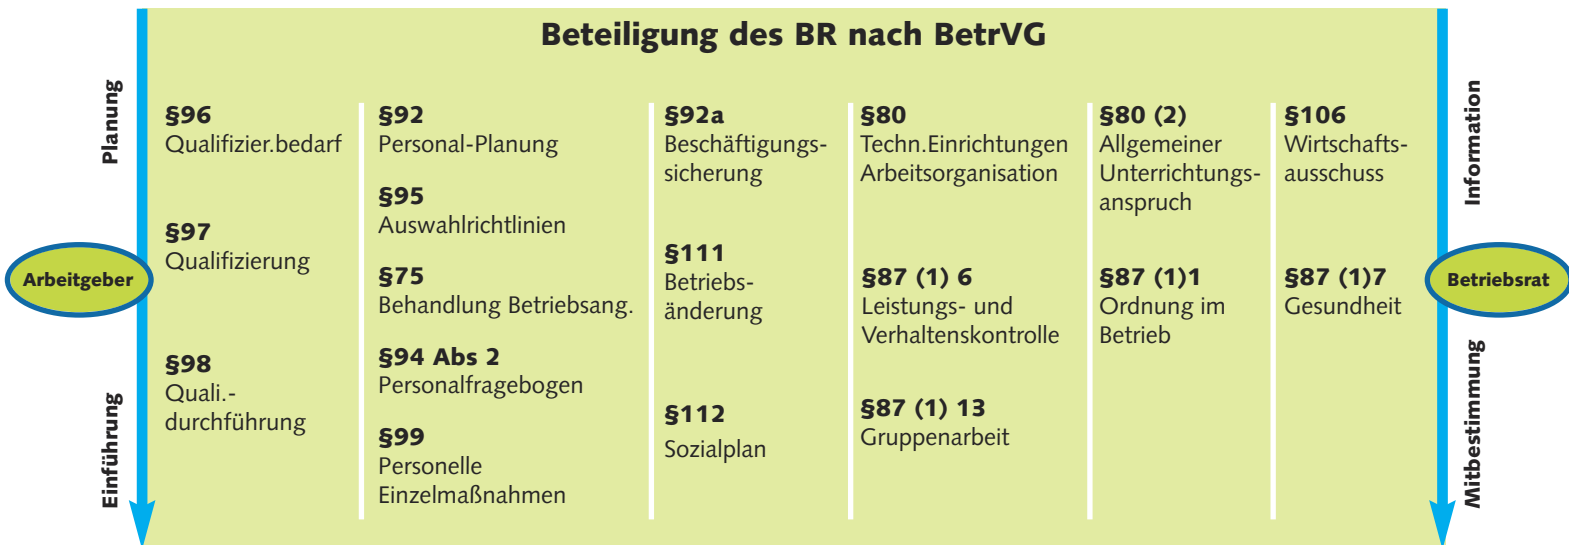 Beteiligung des BR nach BetrVG
Planung
Einführung
Arbeitgeber
§96
Qualifizier.bedarf
§97
Qualifizierung
§98
Quali.-
durchführung
§92
Personal-Planung
§95
Auswahlrichtlinien
§75
Behandlung Betriebsang.
§94 Abs 2
Personalfragebogen
§99
Personelle
Einzelmaßnahmen
§92a
Beschäftigungs-
sicherung
§111
Betriebs-
änderung
§112
Sozialplan
§80
Techn.Einrichtungen
Arbeitsorganisation
§87 (1) 6
Leistungs- und
Verhaltenskontrolle
§87 (1) 13
Gruppenarbeit
§80 (2)
Allgemeiner
Unterrichtungs-
anspruch
§87 (1)1
Ordnung im
Betrieb
§106
Wirtschafts-
ausschuss
§87 (1)7
Gesundheit
Information
Betriebsrat
Mitbestimmung